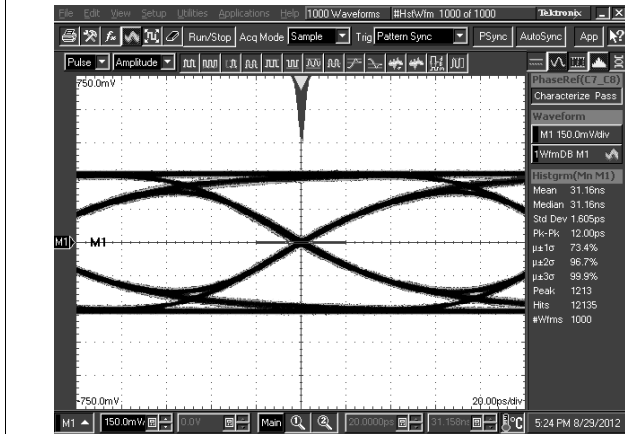 File Edit View Setup Utilities Applications Help 1000 Waveforms #HstWfm 1000 of 1000 Tektronix
Run/Stop Acq Mode Sample Trig Pattern Sync PSync AutoSync App
Pulse Amplitude
750.0mV
PhaseRef(C7_C8)
Characterize Pass
Waveform
M1 150.0mV/div
1WfmDB M1
Histgrm(Mn M1)
Mean 31.16ns
Median 31.16ns
Std Dev 1.605ps
Pk-Pk 12.00ps
µ±1σ 73.4%
µ±2σ 96.7%
µ±3σ 99.9%
Peak 1213
Hits 12135
#Wfms 1000
M1 M1
-750.0mV 20.00ps/div
M1 150.0mV/ 0.0V Main 20.0000ps 31.158ns 5:24 PM 8/29/2012